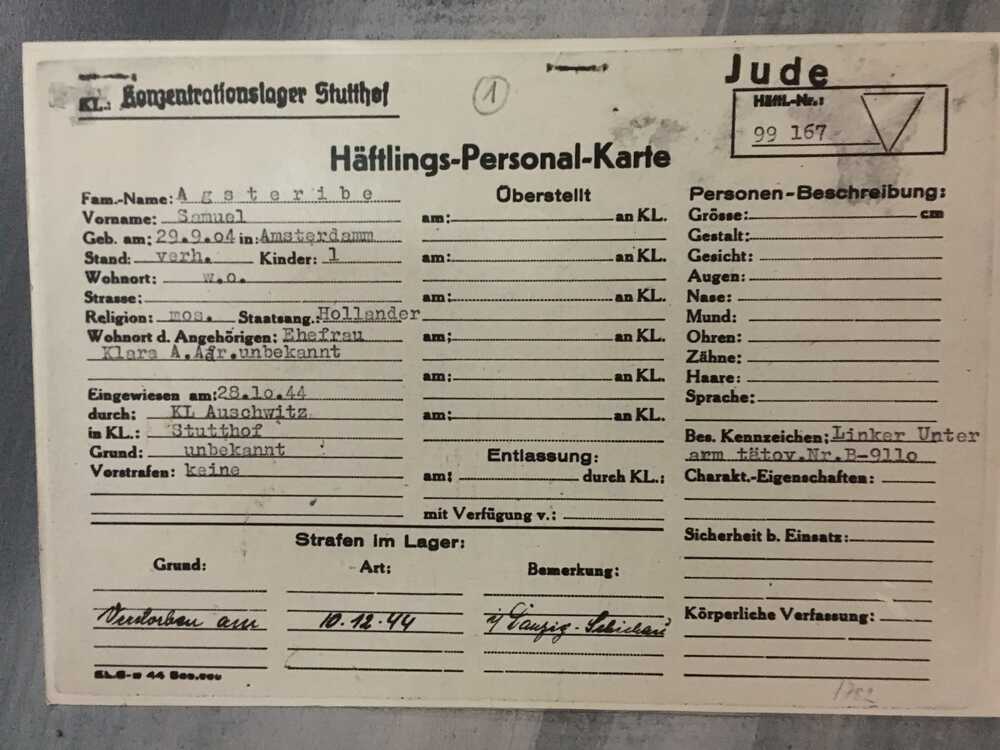 KL.: Konzentrationslager Stutthof
1
Jude
Häftl.-Nr.:
99 167
Häftlings-Personal-Karte
Fam.-Name: Agsteribe
Vorname: Samuel
Geb. am: 29.9.o4 in: Amsterdamm
Stand: verh. Kinder: 1
Wohnort: w.o.
Strasse:
Religion: mos. Staatsang.: Hollander
Wohnort d. Angehörigen: Ehefrau
Klara A.Afr.unbekannt
Eingewiesen am: 28.1o.44
durch: KL Auschwitz
in KL.: Stutthof
Grund: unbekannt
Vorstrafen: keine
Überstellt
am: an KL.
am: an KL.
am: an KL.
am: an KL.
am: an KL.
am: an KL.
Entlassung:
am: durch KL.:
mit Verfügung v.:
Personen-Beschreibung:
Grösse: cm
Gestalt:
Gesicht:
Augen:
Nase:
Mund:
Ohren:
Zähne:
Haare:
Sprache:
Bes. Kennzeichen: Linker Unter
arm tätov.Nr.B-911o
Charakt.-Eigenschaften:
Sicherheit b. Einsatz:
Körperliche Verfassung:
Strafen im Lager:
Grund: Art: Bemerkung:
Verstorben am 10.12.44 i/ Danzig-Schichau